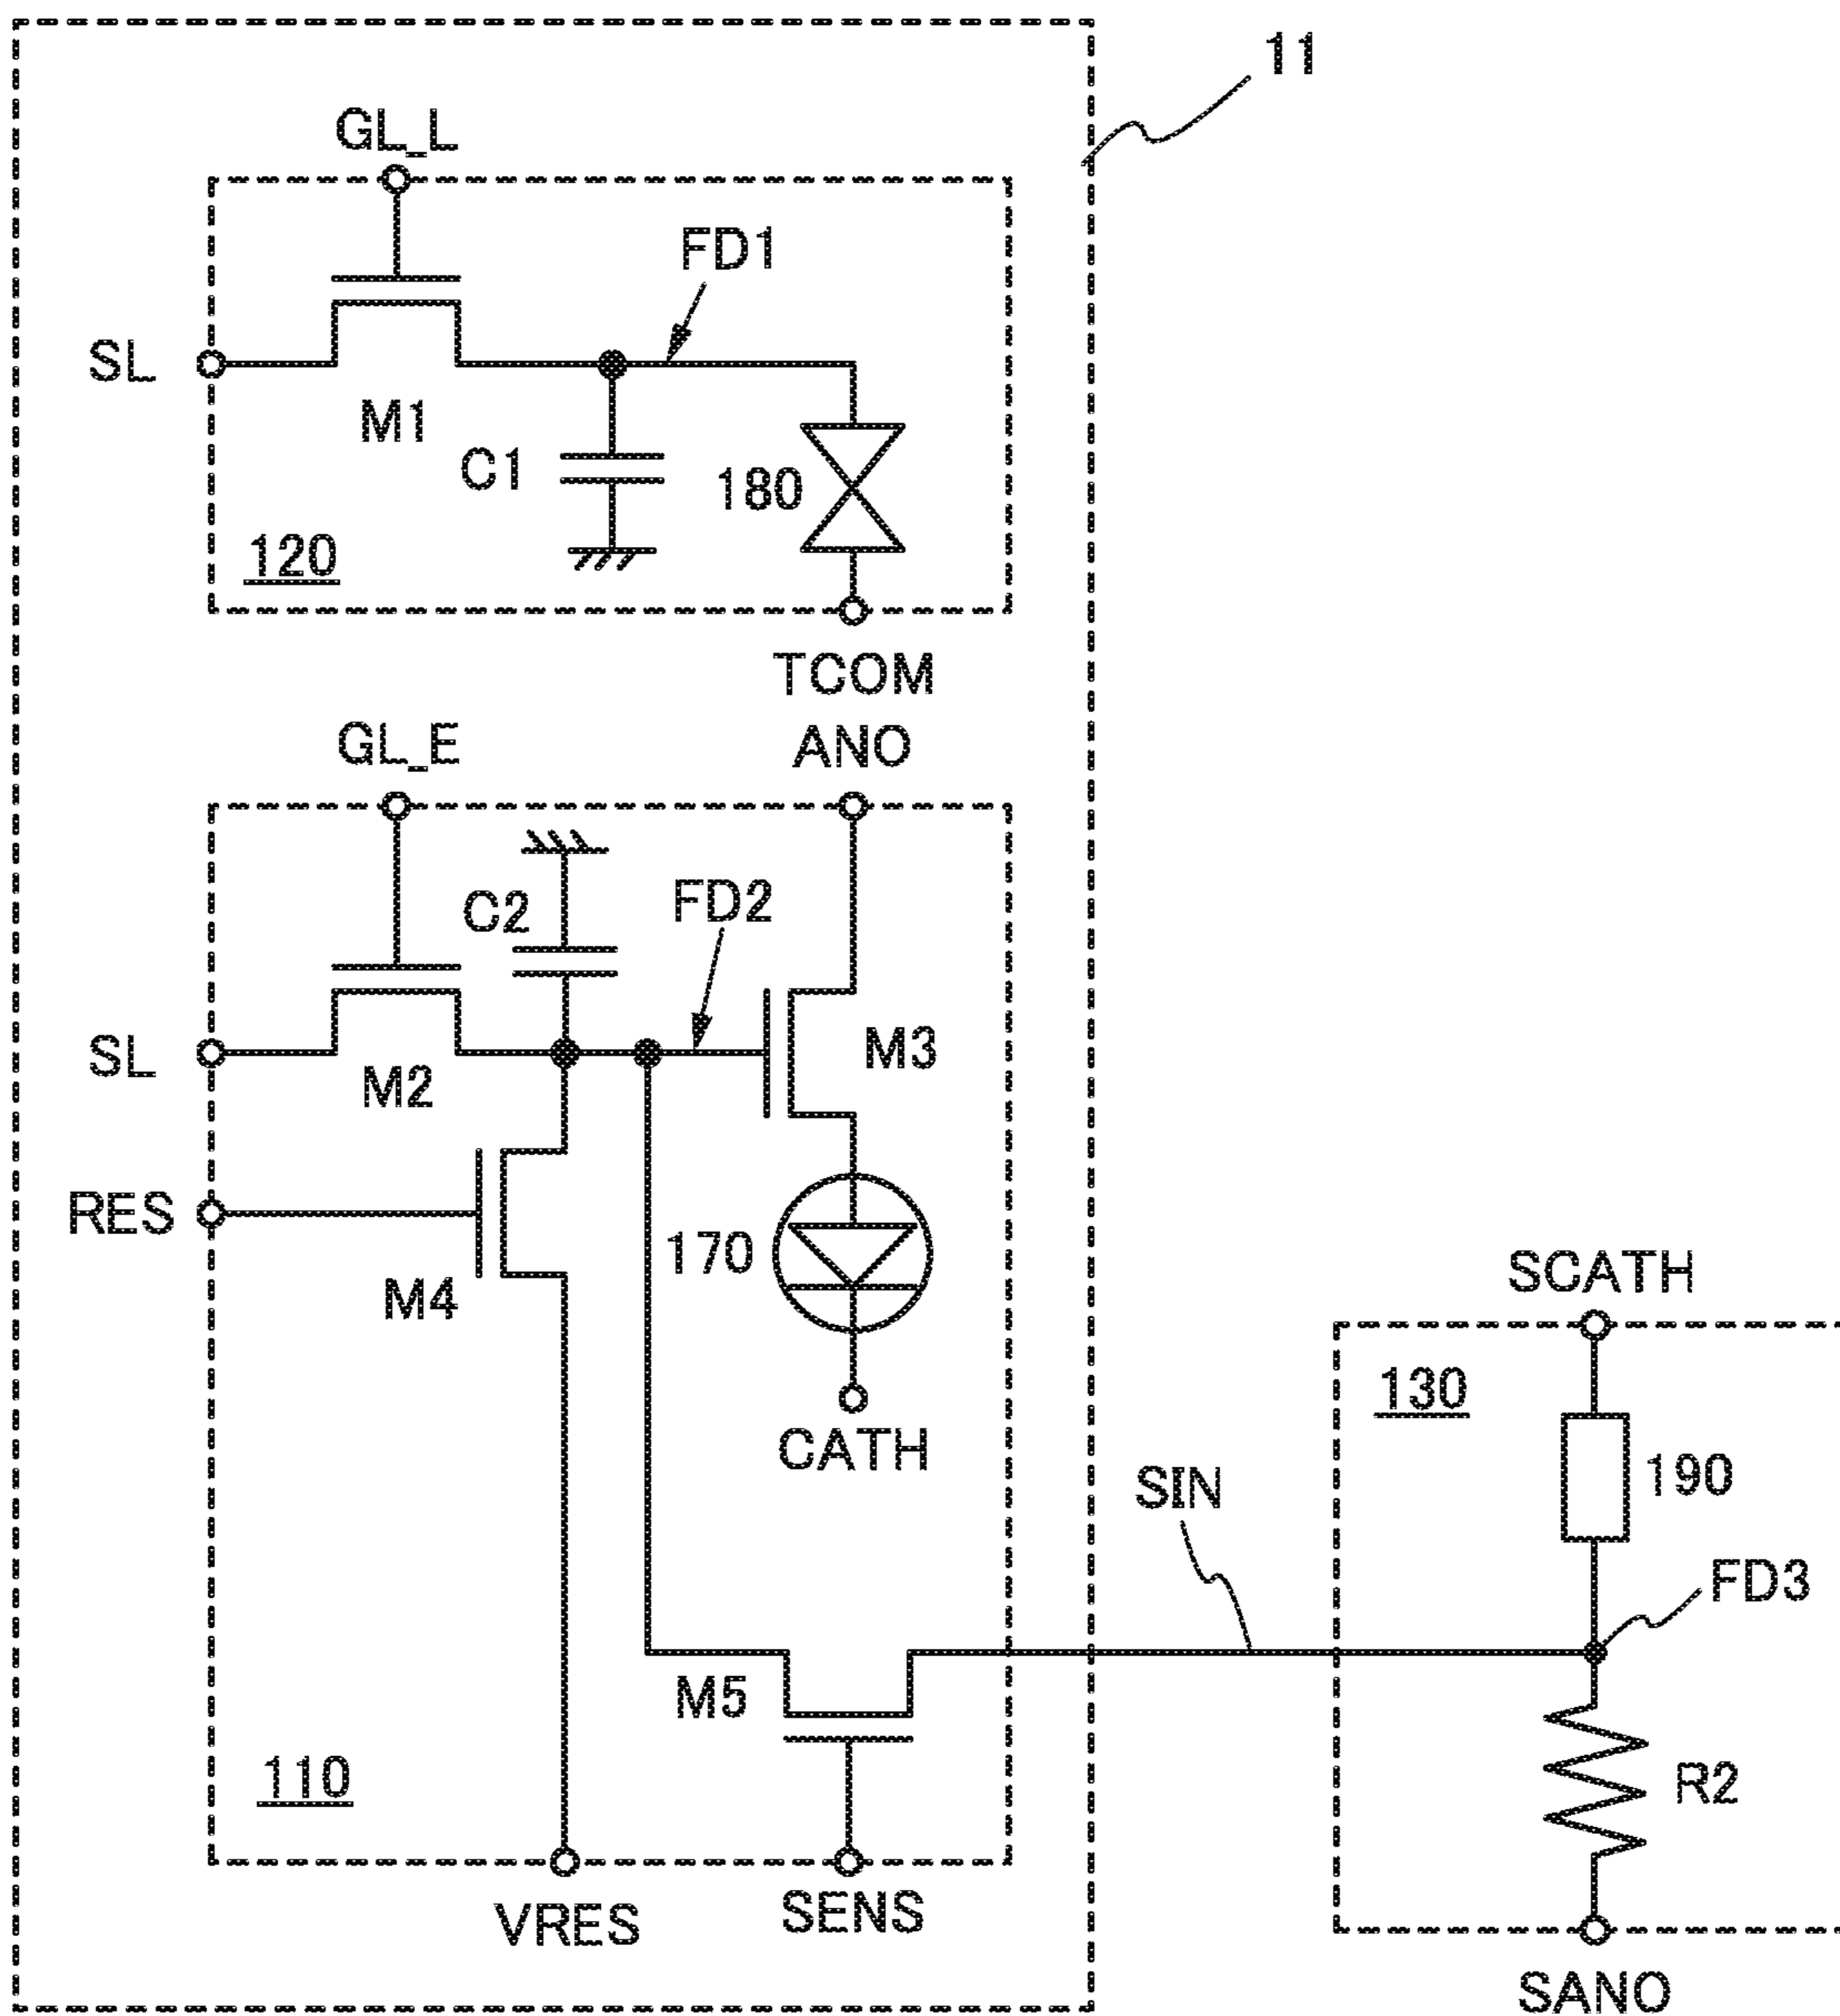 11
GL_L
FD1
SL
M1
C1
180
120
TCOM
GL_E
ANO
C2
FD2
SL
M2
M3
RES
M4
170
CATH
SCATH
130
190
SIN
FD3
M5
R2
110
VRES
SENS
SANO